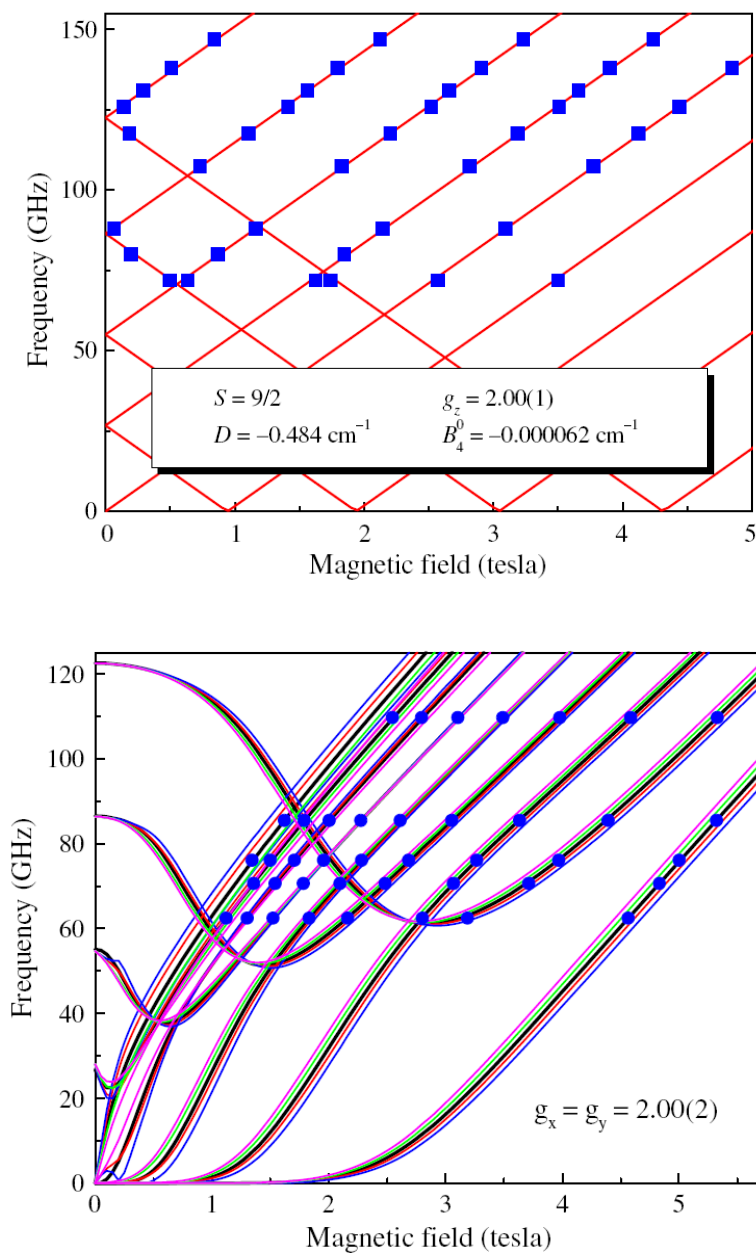 150
100
50
0
Frequency (GHz)
S = 9/2 g_z = 2.00(1)
D = –0.484 cm⁻¹ B₄⁰ = –0.000062 cm⁻¹
0 1 2 3 4 5
Magnetic field (tesla)
120
100
80
60
40
20
0
Frequency (GHz)
g_x = g_y = 2.00(2)
0 1 2 3 4 5
Magnetic field (tesla)